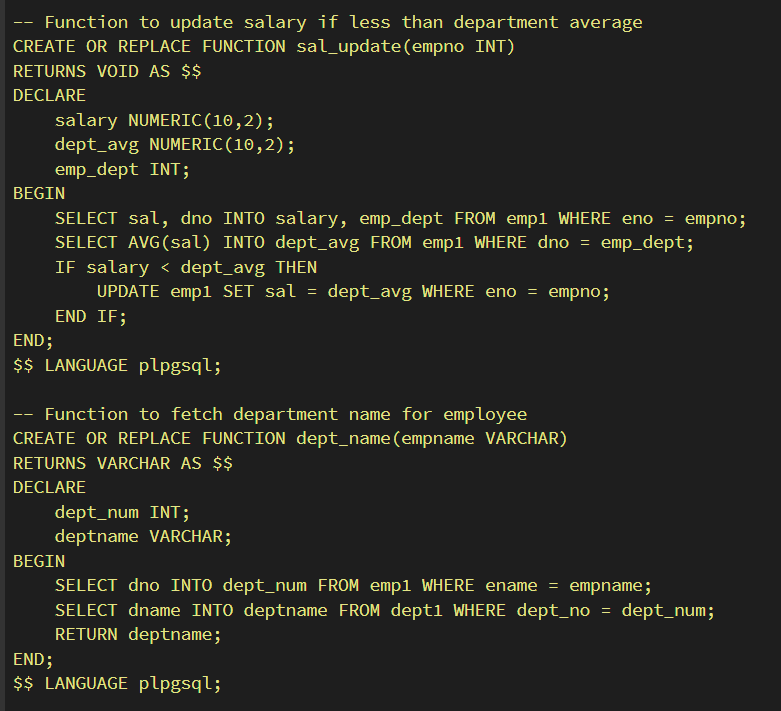 -- Function to update salary if less than department average
CREATE OR REPLACE FUNCTION sal_update(empno INT)
RETURNS VOID AS $$
DECLARE
    salary NUMERIC(10,2);
    dept_avg NUMERIC(10,2);
    emp_dept INT;
BEGIN
    SELECT sal, dno INTO salary, emp_dept FROM emp1 WHERE eno = empno;
    SELECT AVG(sal) INTO dept_avg FROM emp1 WHERE dno = emp_dept;
    IF salary < dept_avg THEN
        UPDATE emp1 SET sal = dept_avg WHERE eno = empno;
    END IF;
END;
$$ LANGUAGE plpgsql;

-- Function to fetch department name for employee
CREATE OR REPLACE FUNCTION dept_name(empname VARCHAR)
RETURNS VARCHAR AS $$
DECLARE
    dept_num INT;
    deptname VARCHAR;
BEGIN
    SELECT dno INTO dept_num FROM emp1 WHERE ename = empname;
    SELECT dname INTO deptname FROM dept1 WHERE dept_no = dept_num;
    RETURN deptname;
END;
$$ LANGUAGE plpgsql;